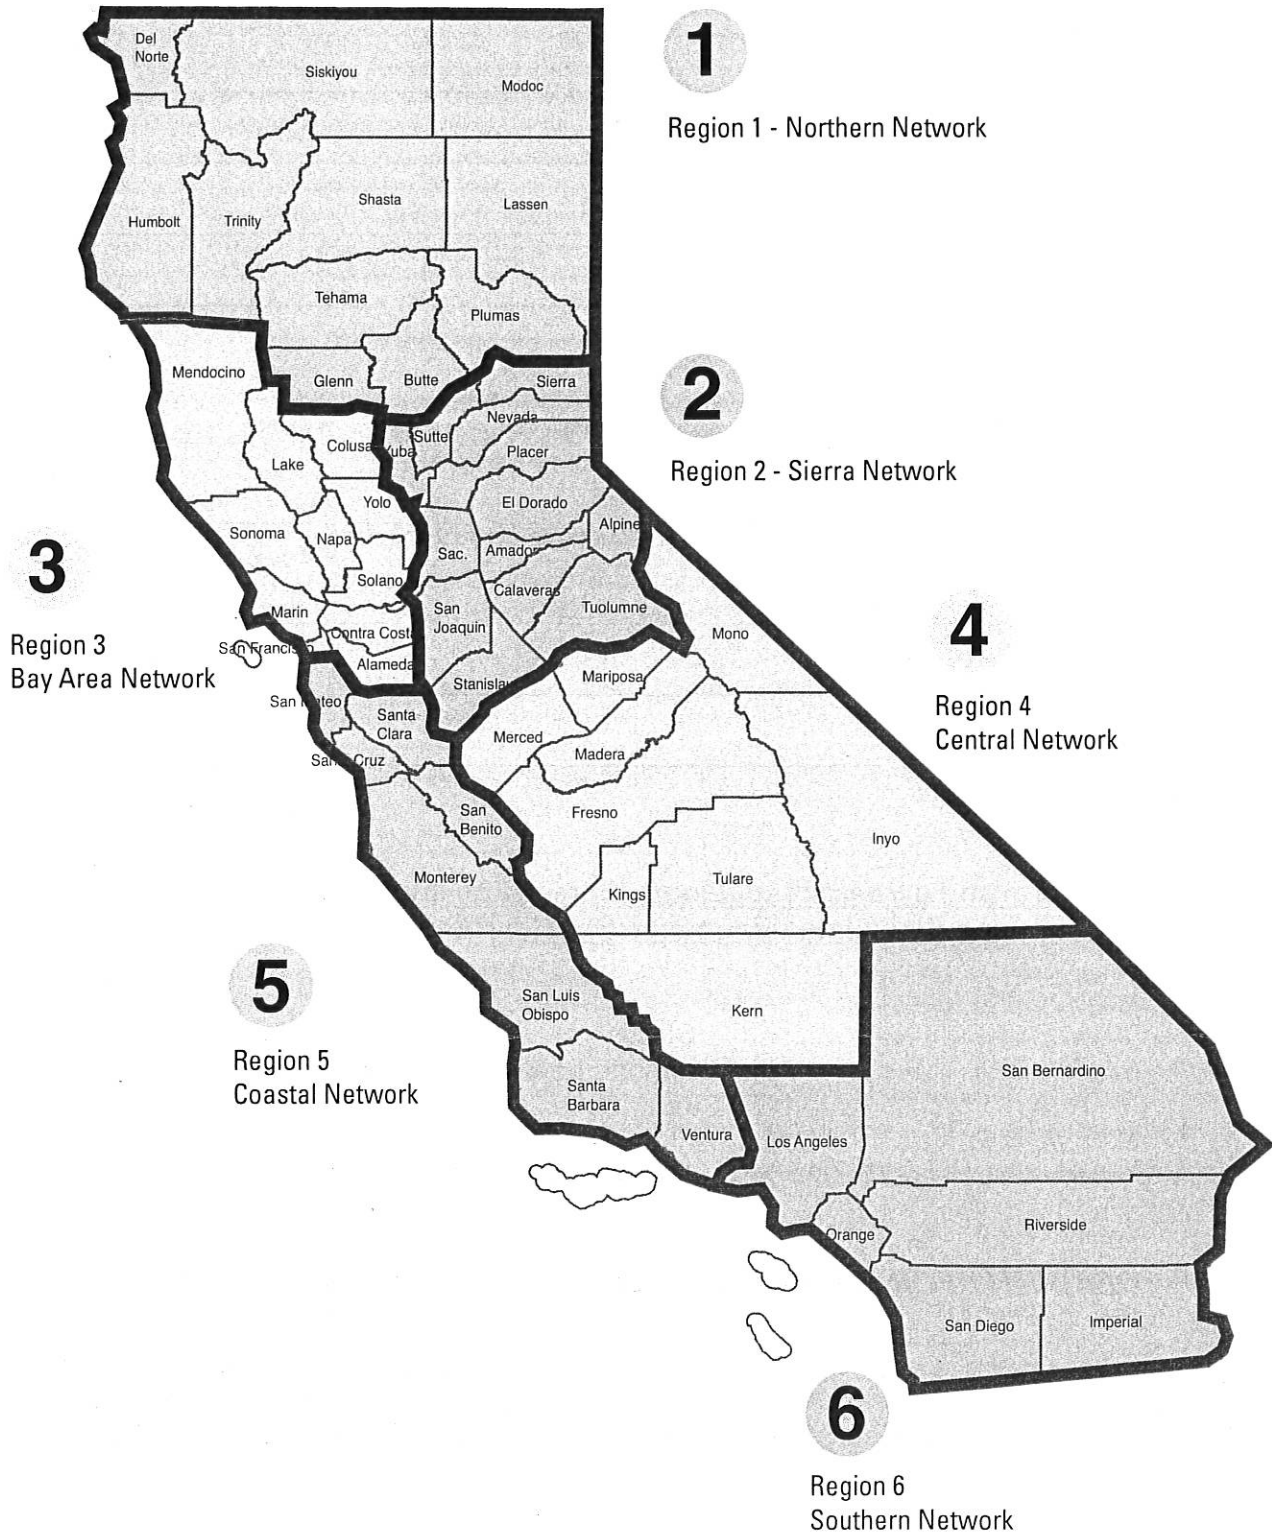 1
Region 1 - Northern Network
Del
Norte
Siskiyou
Modoc
Humbolt
Trinity
Shasta
Lassen
Tehama
Plumas
Glenn
Butte
2
Region 2 - Sierra Network
Sierra
Nevada
Sutte
Yuba
Placer
El Dorado
Alpine
Sac.
Amador
Calaveras
San
Joaquin
Tuolumne
Stanislau
3
Region 3
Bay Area Network
Mendocino
Lake
Colusa
Yolo
Sonoma
Napa
Solano
Marin
Contra Costa
San Francisco
Alameda
4
Region 4
Central Network
Mono
Mariposa
Merced
Madera
Fresno
Inyo
Kings
Tulare
Kern
5
Region 5
Coastal Network
San Mateo
Santa
Clara
Santa Cruz
San
Benito
Monterey
San Luis
Obispo
Santa
Barbara
Ventura
6
Region 6
Southern Network
San Bernardino
Los Angeles
Orange
Riverside
San Diego
Imperial